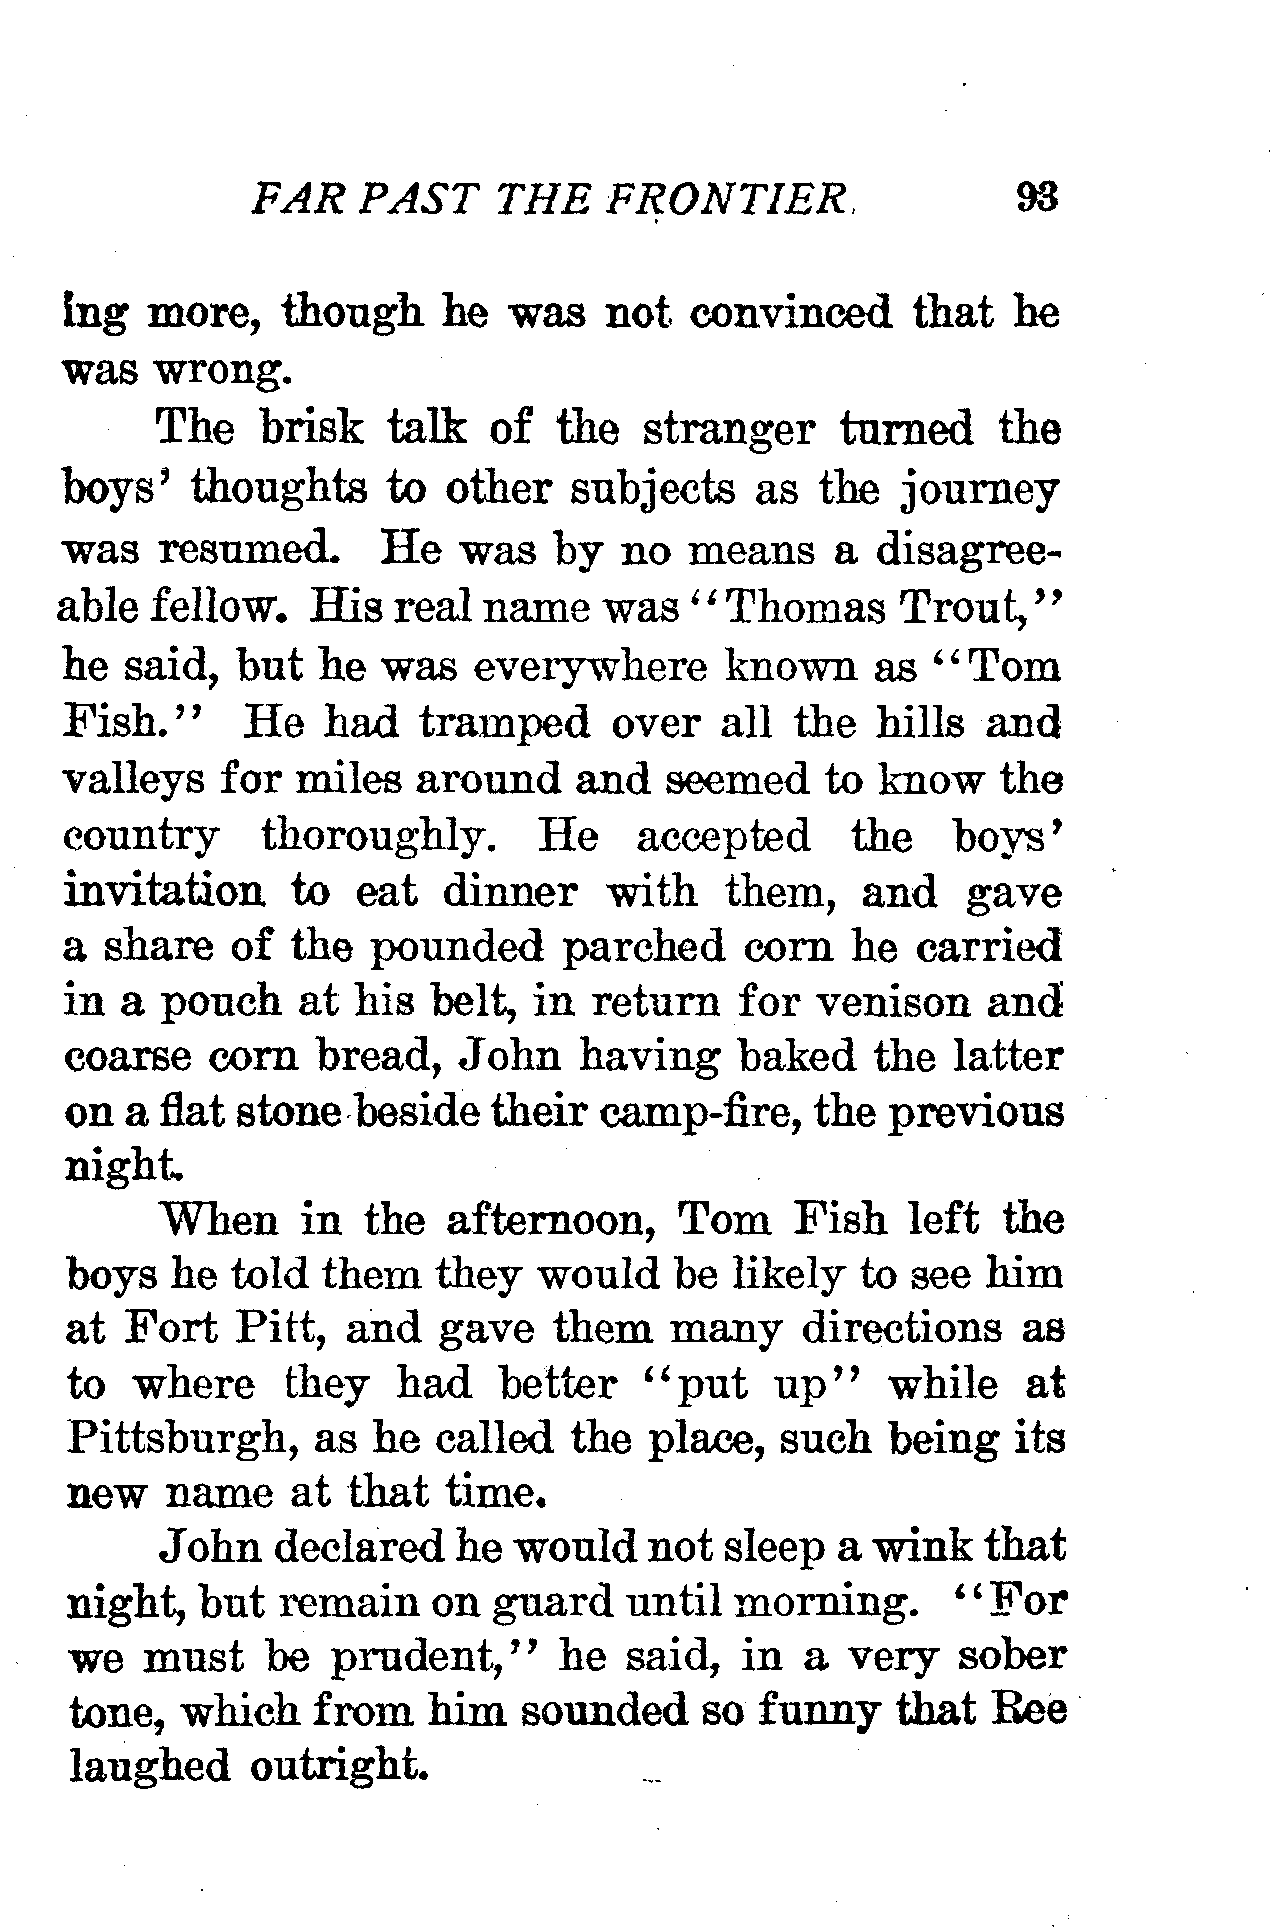 FAR PAST THE FRONTIER. 93
ing more, though he was not convinced that he
was wrong.
The brisk talk of the stranger turned the
boys' thoughts to other subjects as the journey
was resumed. He was by no means a disagree-
able fellow. His real name was "Thomas Trout,"
he said, but he was everywhere known as "Tom
Fish." He had tramped over all the hills and
valleys for miles around and seemed to know the
country thoroughly. He accepted the boys'
invitation to eat dinner with them, and gave
a share of the pounded parched corn he carried
in a pouch at his belt, in return for venison and
coarse corn bread, John having baked the latter
on a flat stone beside their camp-fire, the previous
night.
When in the afternoon, Tom Fish left the
boys he told them they would be likely to see him
at Fort Pitt, and gave them many directions as
to where they had better "put up" while at
Pittsburgh, as he called the place, such being its
new name at that time.
John declared he would not sleep a wink that
night, but remain on guard until morning. "For
we must be prudent," he said, in a very sober
tone, which from him sounded so funny that Ree
laughed outright.